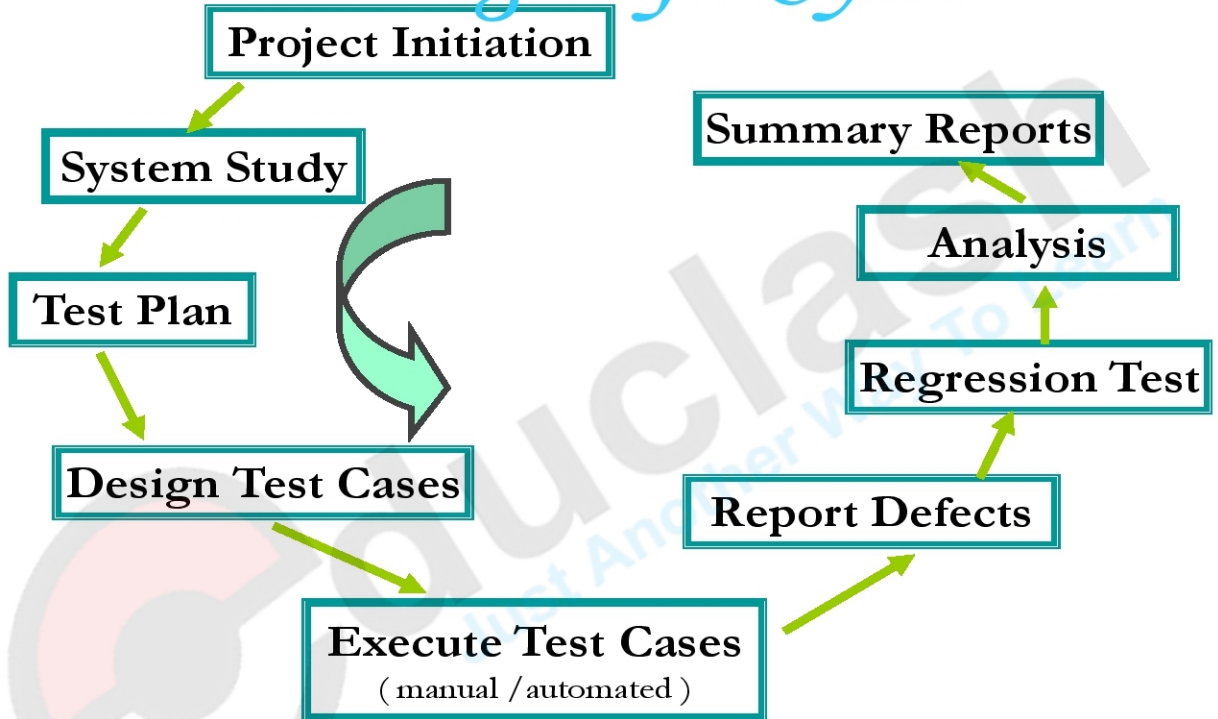 Project Initiation
System Study
Test Plan
Design Test Cases
Execute Test Cases
( manual / automated )
Report Defects
Regression Test
Analysis
Summary Reports
duclash
Just Another Way To Learn